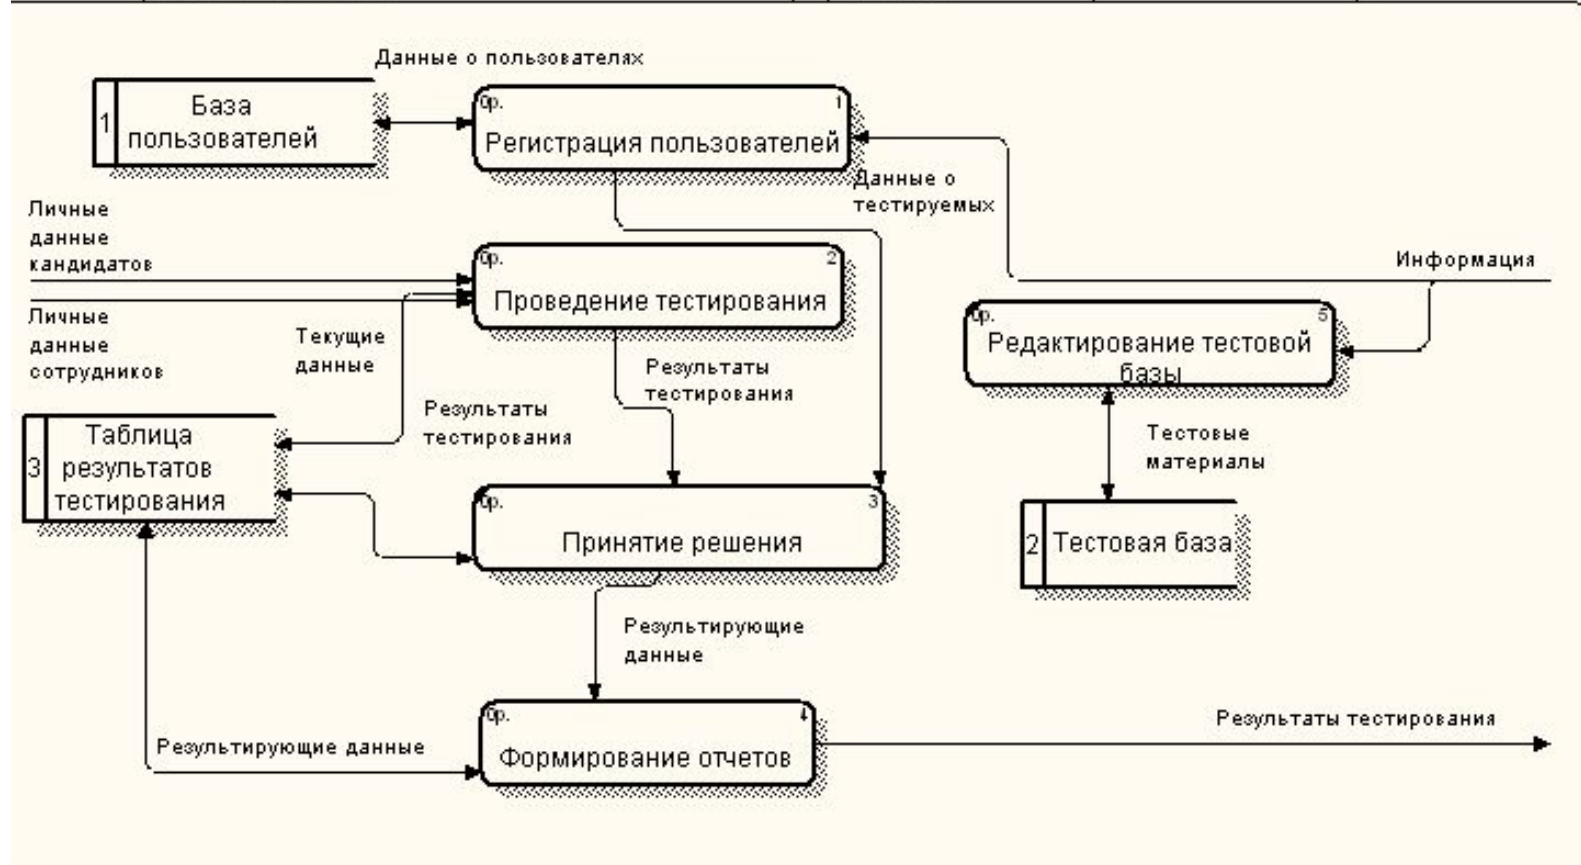 Данные о пользователях
1
База
пользователей
0р.
1
Регистрация пользователей
Данные о
тестируемых
Личные
данные
кандидатов
0р.
2
Проведение тестирования
Информация
Личные
данные
сотрудников
Текущие
данные
0р.
5
Редактирование тестовой
базы
Результаты
тестирования
Результаты
тестирования
3
Таблица
результатов
тестирования
Тестовые
материалы
0р.
3
Принятие решения
2
Тестовая база
Результирующие
данные
0р.
4
Формирование отчетов
Результирующие данные
Результаты тестирования